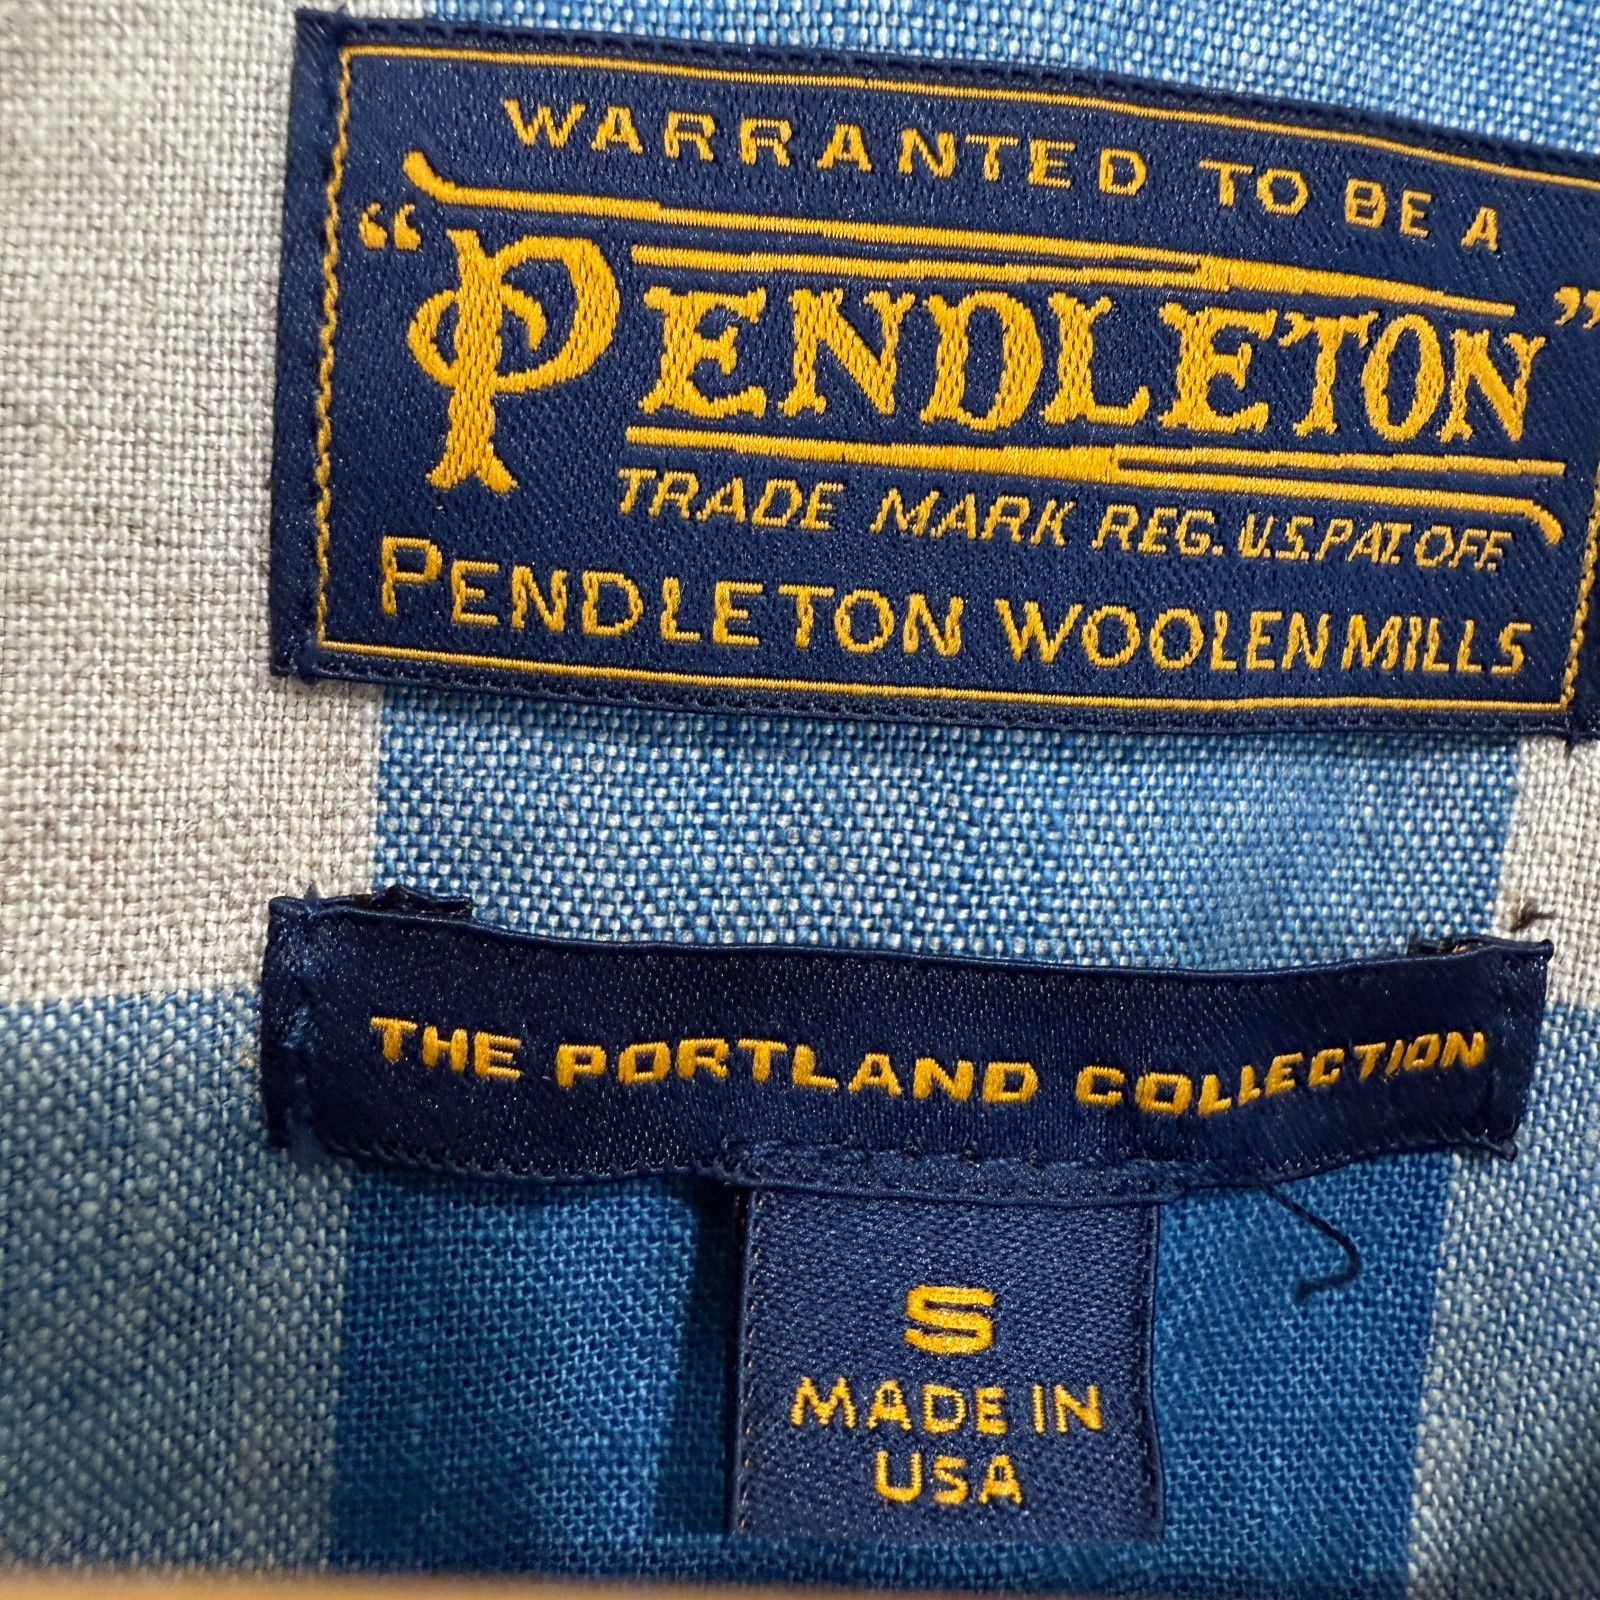 WARRANTED TO BE A
“PENDLETON”
TRADE MARK REG. U.S.PAT.OFF.
PENDLETON WOOLEN MILLS
THE PORTLAND COLLECTION
S
MADE IN
USA